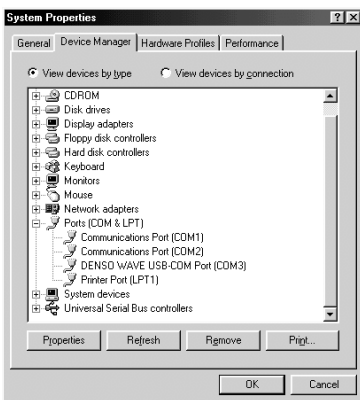 System Properties
General Device Manager Hardware Profiles Performance
View devices by type View devices by connection
CDROM
Disk drives
Display adapters
Floppy disk controllers
Hard disk controllers
Keyboard
Monitors
Mouse
Network adapters
Ports (COM & LPT)
Communications Port (COM1)
Communications Port (COM2)
DENSO WAVE USB-COM Port (COM3)
Printer Port (LPT1)
System devices
Universal Serial Bus controllers
Properties Refresh Remove Print...
OK Cancel